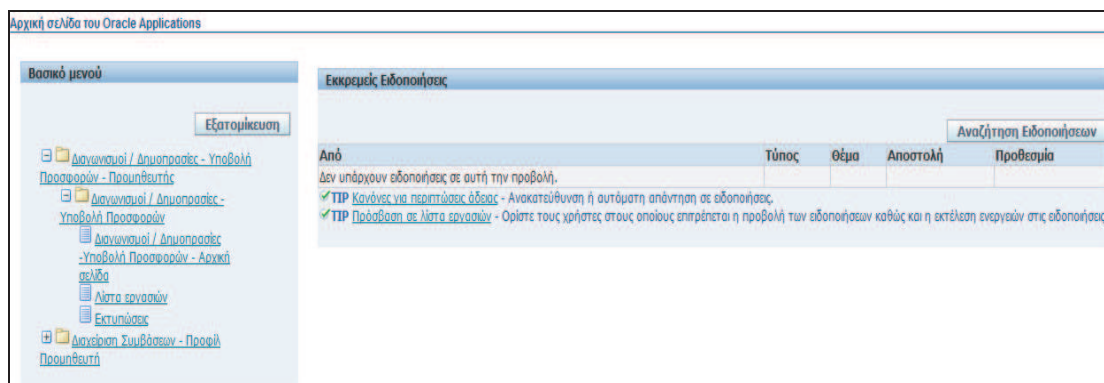 Αρχική σελίδα του Oracle Applications
Βασικό μενού
Εξατομίκευση
Διαγωνισμοί / Δημοπρασίες - Υποβολή
Προσφορών - Προμηθευτής
Διαγωνισμοί / Δημοπρασίες -
Υποβολή Προσφορών
Διαγωνισμοί / Δημοπρασίες
-Υποβολή Προσφορών - Αρχική
σελίδα
Λίστα εργασιών
Εκτυπώσεις
Διαχείριση Συμβάσεων - Προφίλ
Προμηθευτή
Εκκρεμείς Ειδοποιήσεις
Αναζήτηση Ειδοποιήσεων
Από Τύπος Θέμα Αποστολή Προθεσμία
Δεν υπάρχουν ειδοποιήσεις σε αυτή την προβολή.
TIP Κανόνες για περιπτώσεις άδειας - Ανακατεύθυνση ή αυτόματη απάντηση σε ειδοποιήσεις.
TIP Πρόσβαση σε λίστα εργασιών - Ορίστε τους χρήστες στους οποίους επιτρέπεται η προβολή των ειδοποιήσεων καθώς και η εκτέλεση ενεργειών στις ειδοποιήσεις